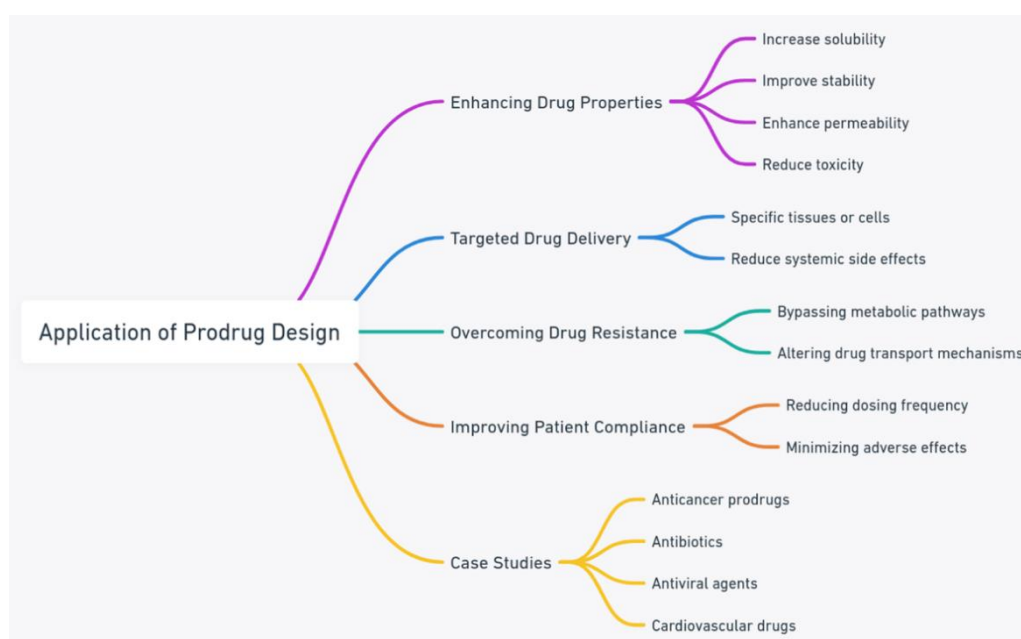 Application of Prodrug Design
Enhancing Drug Properties
Increase solubility
Improve stability
Enhance permeability
Reduce toxicity
Targeted Drug Delivery
Specific tissues or cells
Reduce systemic side effects
Overcoming Drug Resistance
Bypassing metabolic pathways
Altering drug transport mechanisms
Improving Patient Compliance
Reducing dosing frequency
Minimizing adverse effects
Case Studies
Anticancer prodrugs
Antibiotics
Antiviral agents
Cardiovascular drugs